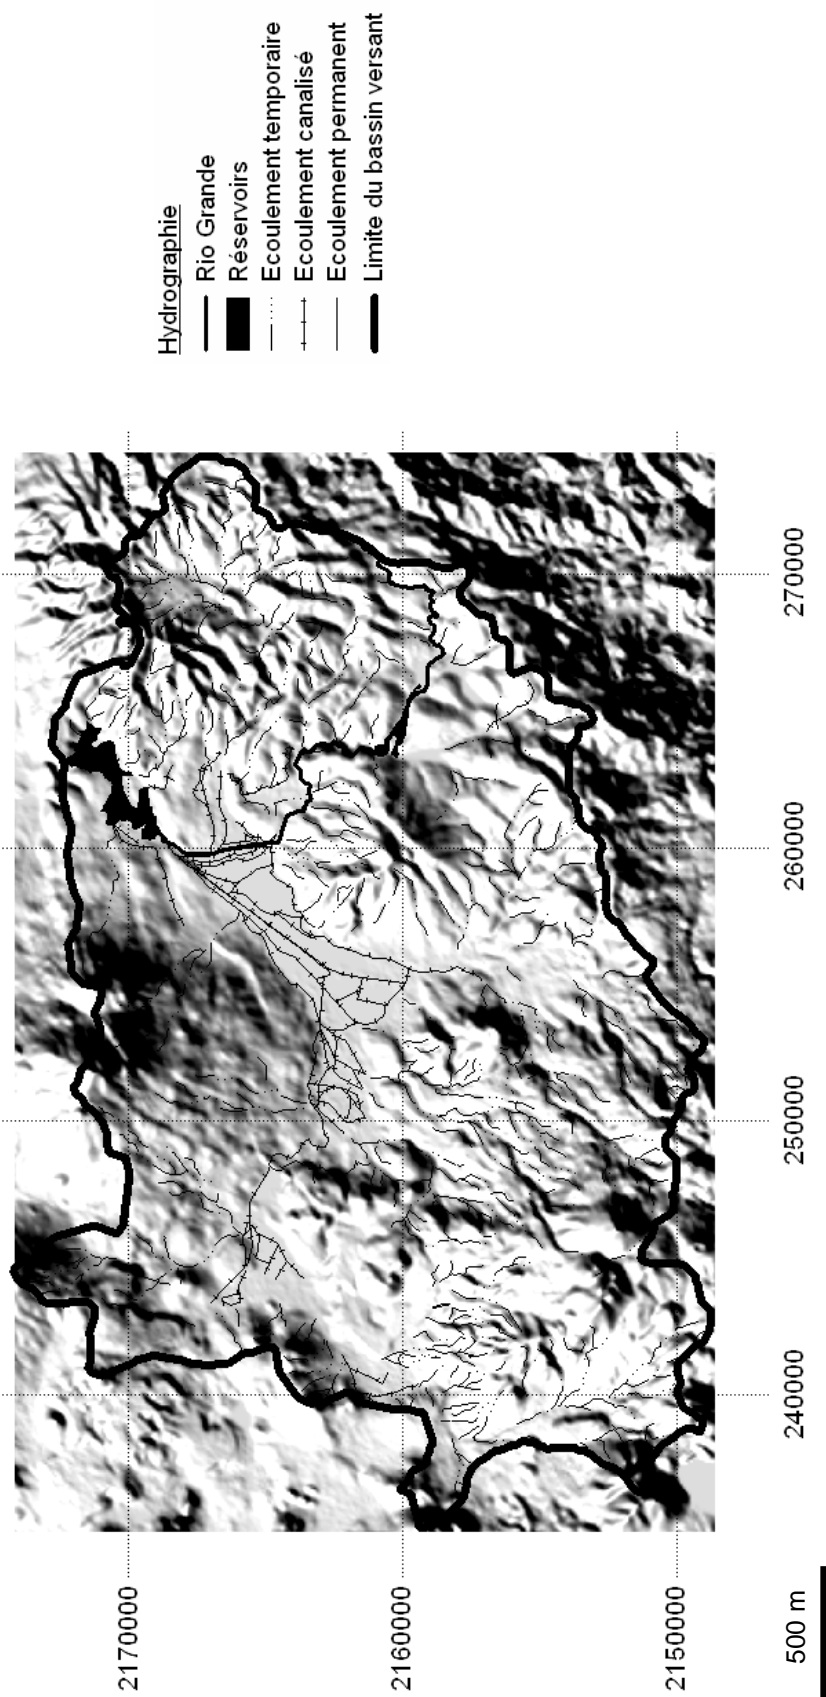 Hydrographie
Rio Grande
Réservoirs
Ecoulement temporaire
Ecoulement canalisé
Ecoulement permanent
Limite du bassin versant
2170000
2160000
2150000
240000
250000
260000
270000
500 m